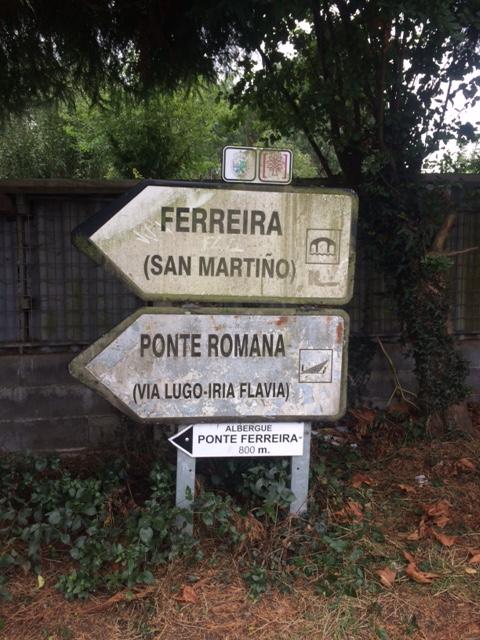 FERREIRA
(SAN MARTIÑO)
PONTE ROMANA
(VIA LUGO-IRIA FLAVIA)
ALBERGUE
PONTE FERREIRA
800 m.